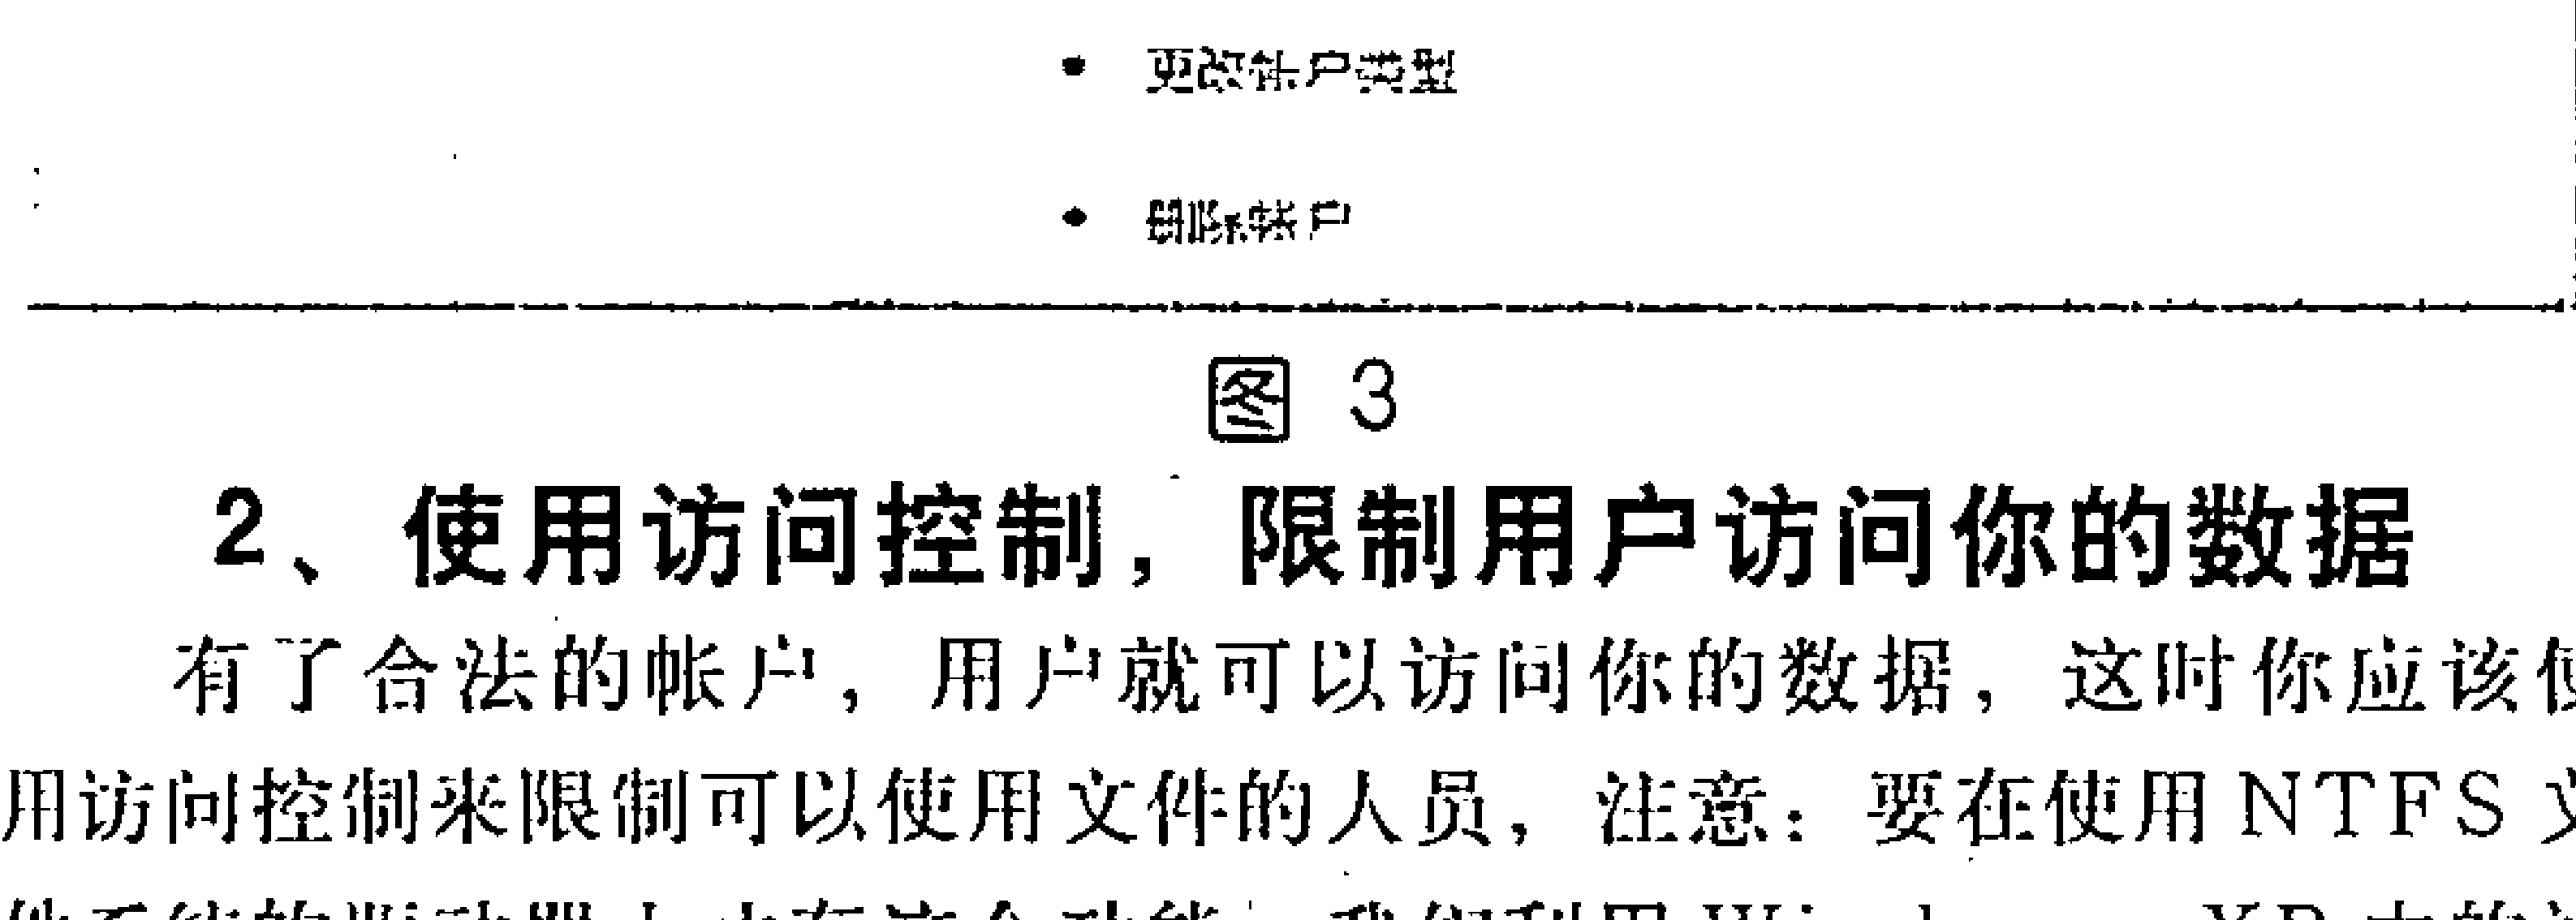 • 更改帐户类型
• 删除帐户
图 3
2、使用访问控制，限制用户访问你的数据
有了合法的帐户，用户就可以访问你的数据，这时你应该使
用访问控制来限制可以使用文件的人员，注意：要在使用NTFS 文